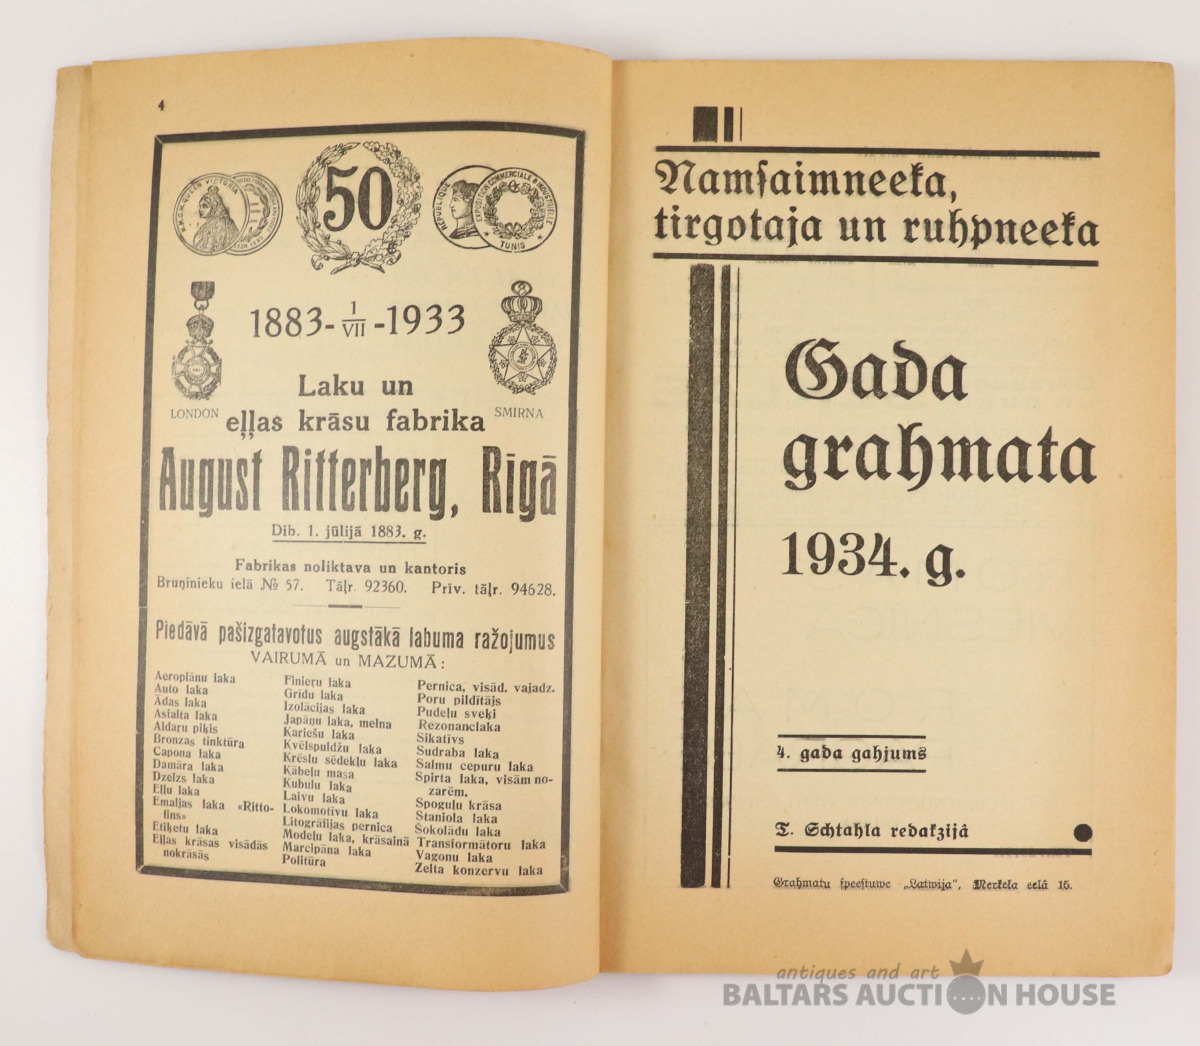 4
50
RÉPUBLIQUE
EXPOSITION COMMERCIALE & INDUSTRIELLE
TUNIS
1883- 1/VII -1933
LONDON
SMIRNA
Laku un
eļļas krāsu fabrika
August Ritterberg, Rīgā
Dib. 1. jūlijā 1883. g.
Fabrikas noliktava un kantoris
Bruņinieku ielā № 57. Tāļr. 92360. Prīv. tāļr. 94628.
Piedāvā pašizgatavotus augstākā labuma ražojumus
VAIRUMĀ un MAZUMĀ:
Aeroplānu laka
Auto laka
Ādas laka
Asfalta laka
Aldaru piķis
Bronzas tinktūra
Capona laka
Damāra laka
Dzelzs laka
Eļļu laka
Emaljas laka «Ritto-
fins»
Etiķetu laka
Eļļas krāsas visādās
nokrāsās
Finieru laka
Grīdu laka
Izolācijas laka
Japāņu laka, melna
Kariešu laka
Kvēlspuldžu laka
Krēslu sēdekļu laka
Kābeļu masa
Kubulu laka
Laivu laka
Lokomotīvu laka
Litogrāfijas pernica
Modeļu laka, krāsainā
Marcipāna laka
Politūra
Pernica, visād. vajadz.
Poru pildītājs
Pudeļu sveķi
Rezonanclaka
Sikatīvs
Sudraba laka
Salmu cepuru laka
Spirta laka, visām no-
zarēm.
Spoguļu krāsa
Staniola laka
Šokolādu laka
Transformātoru laka
Vagonu laka
Zelta konzervu laka
Namſaimneeka,
tirgotaja un ruhpneeka
Gada
grahmata
1934. g.
4. gada gahjums
T. Schtahla redakzijâ
Grahmatu ſpeeſtuwe „Latwija", Merkela eelâ 15.
antiques and art
BALTARS AUCTION HOUSE